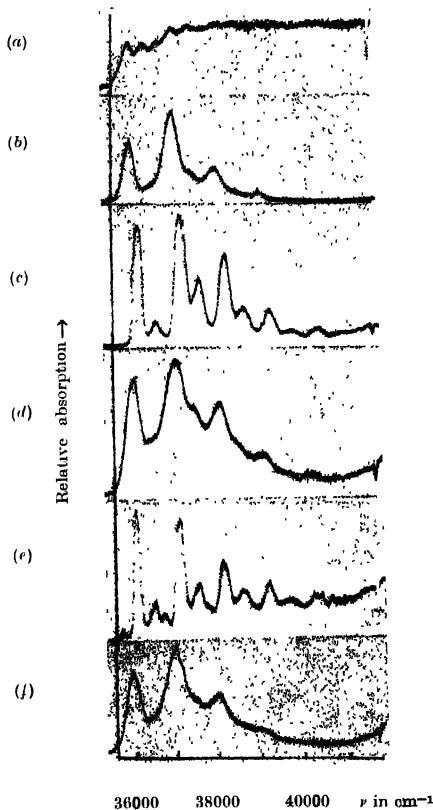 (a)
(b)
(c)
(d)
(e)
(f)
Relative absorption →
36000 38000 40000 ν in cm⁻¹